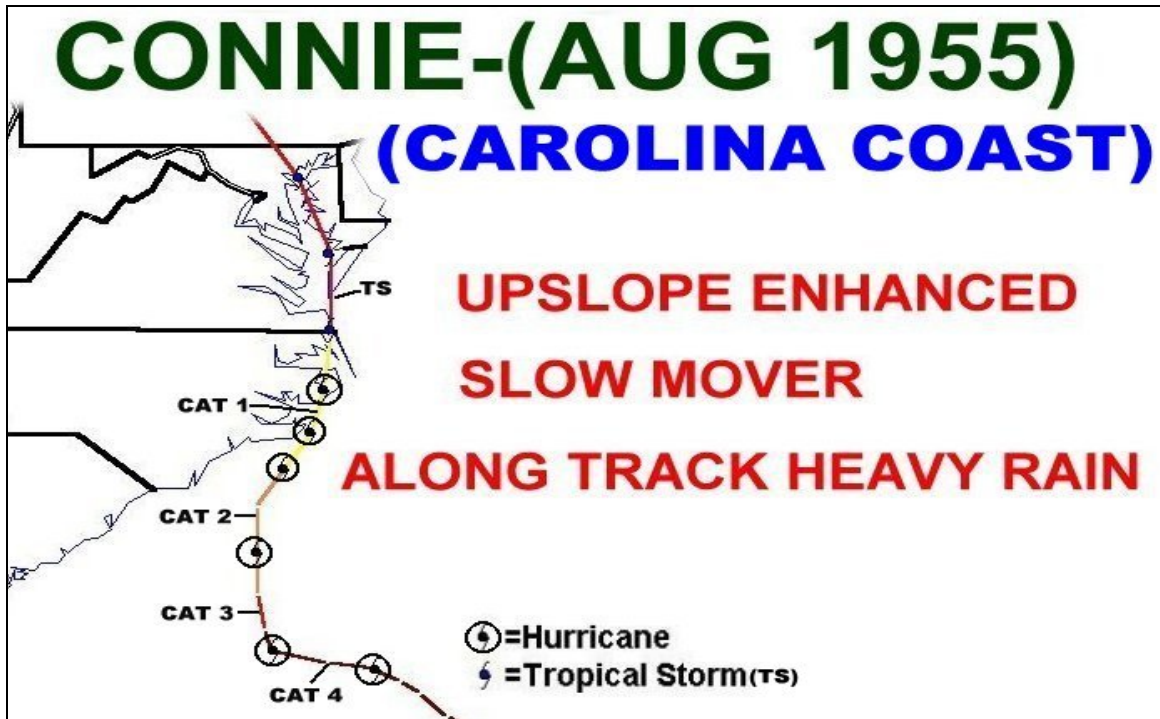 CONNIE-(AUG 1955)
(CAROLINA COAST)
UPSLOPE ENHANCED
TS
SLOW MOVER
CAT 1
ALONG TRACK HEAVY RAIN
CAT 2
CAT 3
=Hurricane
=Tropical Storm(TS)
CAT 4